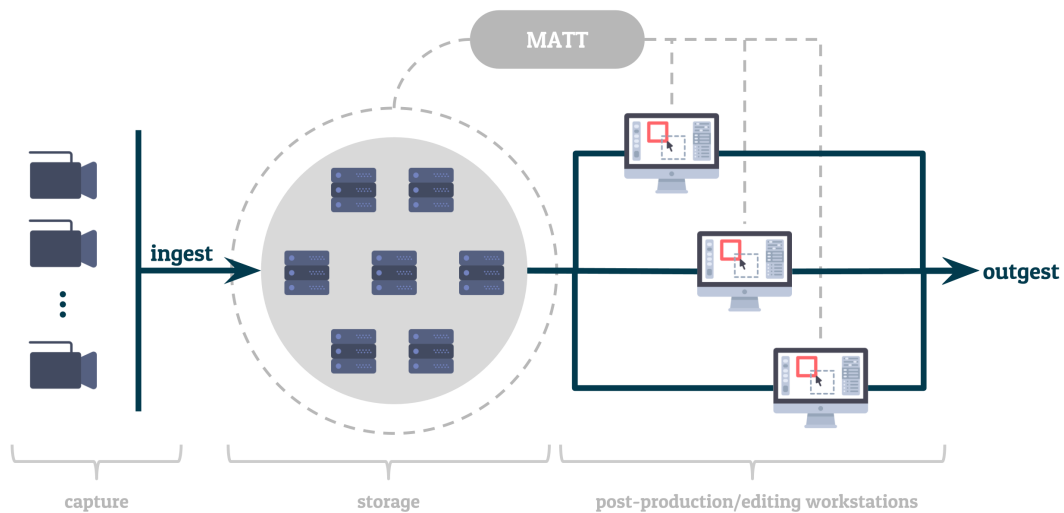 MATT
ingest
outgest
capture
storage
post-production/editing workstations